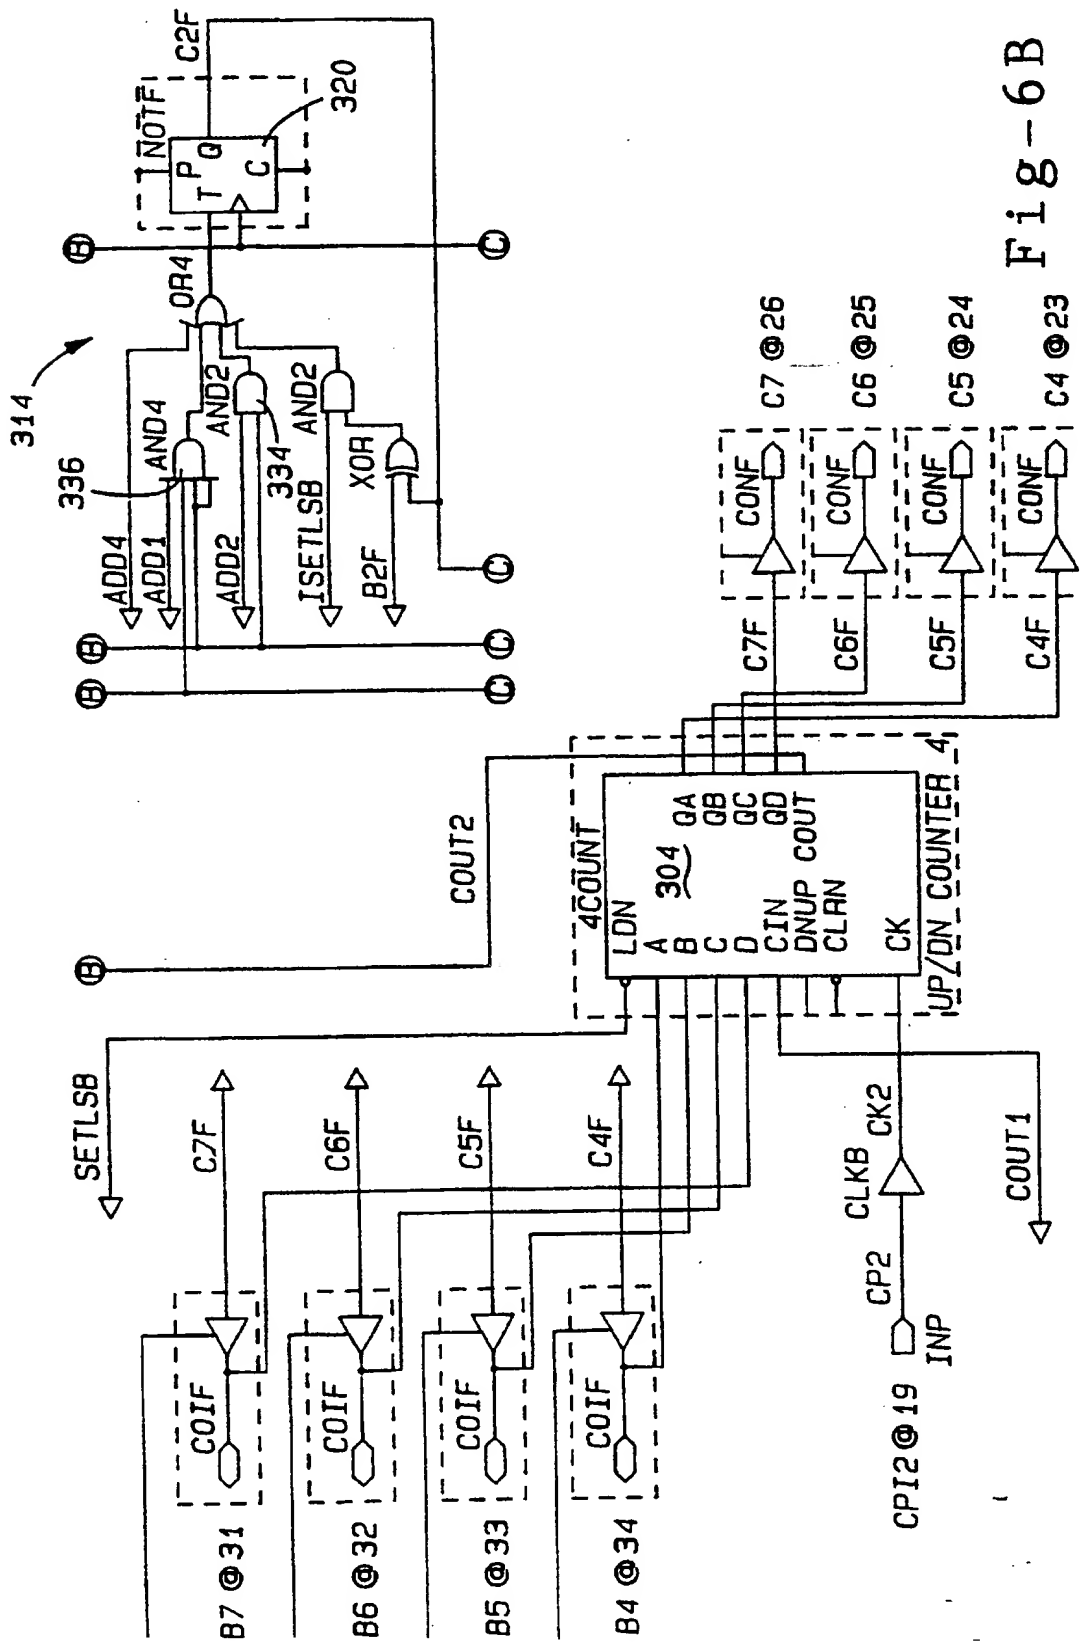 314
336
ADD4
ADD1
ADD2
ISETLSB
B2F
AND4
AND2
334
AND2
XOR
OR4
NOTF
P
T
Q
C
320
C2F
B
B
B
C
C
C
C
B
COUT2
SETLSB
C7F
C6F
C5F
C4F
B7 @31
COIF
B6 @32
COIF
B5 @33
COIF
B4 @34
COIF
4COUNT
LDN
A
B
C
D
CIN
DNUP
CLRN
CK
304
QA
QB
QC
QD
COUT
UP/DN COUNTER 4
CPI2@19
INP
CP2
CLKB
CK2
COUT1
C7F
CONF
C7 @26
C6F
CONF
C6 @25
C5F
CONF
C5 @24
C4F
CONF
C4 @23
Fig-6B